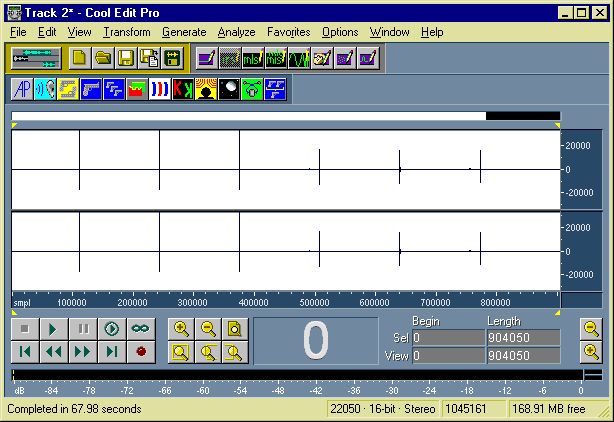 Track 2* - Cool Edit Pro
File Edit View Transform Generate Analyze Favorites Options Window Help
mls mls
AP K K
20000
0
-20000
20000
0
-20000
smpl 100000 200000 300000 400000 500000 600000 700000 800000
Begin Length
0 Sel 0 904050
View 0 904050
dB -84 -78 -72 -66 -60 -54 -48 -42 -36 -30 -24 -18 -12 -6 0
Completed in 67.98 seconds 22050 · 16-bit · Stereo 1045161 168.91 MB free